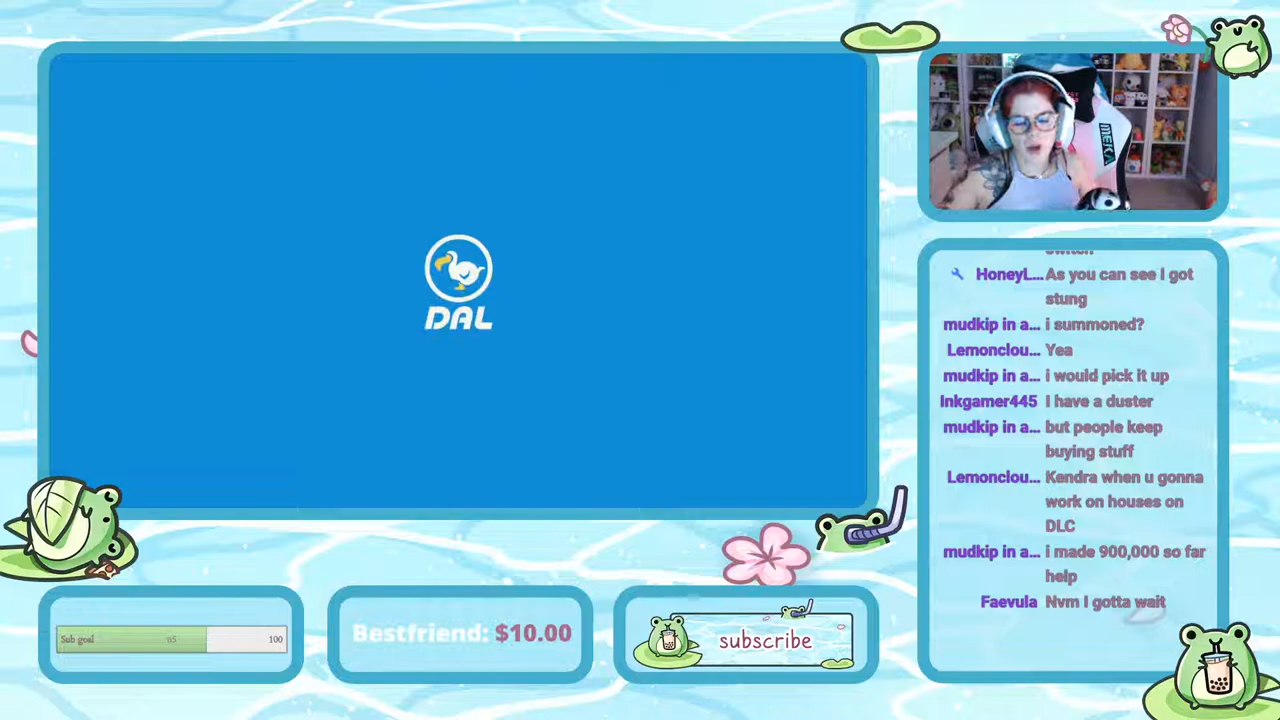 DAL
MEKA
switch
HoneyL... As you can see I got
stung
mudkip in a... i summoned?
Lemonclou... Yea
mudkip in a... i would pick it up
Inkgamer445 I have a duster
mudkip in a... but people keep
buying stuff
Lemonclou... Kendra when u gonna
work on houses on
DLC
mudkip in a... i made 900,000 so far
help
Faevula Nvm I gotta wait
Sub goal 65 100
Bestfriend: $10.00
subscribe